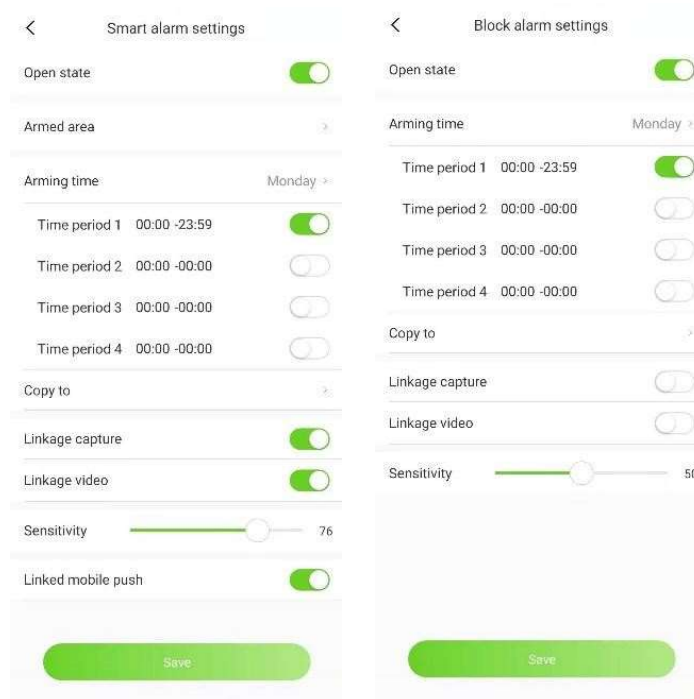 Smart alarm settings
Open state
Armed area
Arming time Monday
Time period 1 00:00 -23:59
Time period 2 00:00 -00:00
Time period 3 00:00 -00:00
Time period 4 00:00 -00:00
Copy to
Linkage capture
Linkage video
Sensitivity 76
Linked mobile push
Save
Block alarm settings
Open state
Arming time Monday
Time period 1 00:00 -23:59
Time period 2 00:00 -00:00
Time period 3 00:00 -00:00
Time period 4 00:00 -00:00
Copy to
Linkage capture
Linkage video
Sensitivity 50
Save